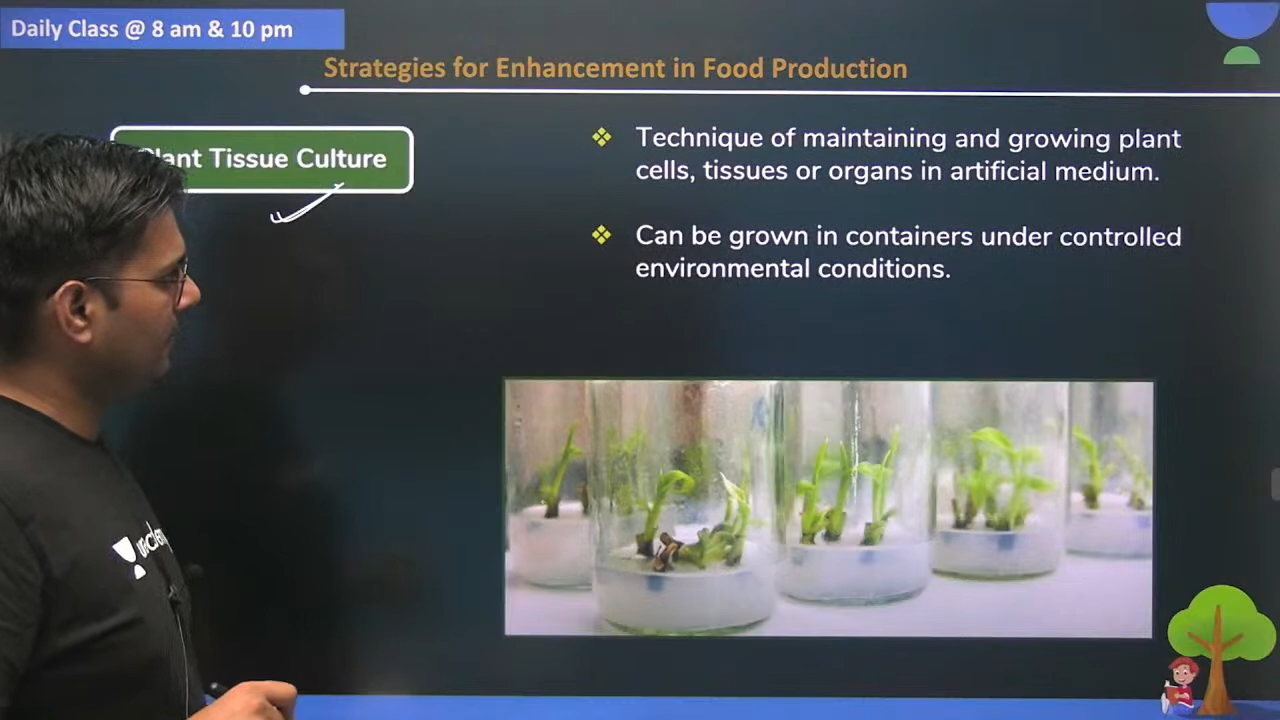 Daily Class @ 8 am & 10 pm
Strategies for Enhancement in Food Production
Plant Tissue Culture
❖ Technique of maintaining and growing plant
cells, tissues or organs in artificial medium.
❖ Can be grown in containers under controlled
environmental conditions.